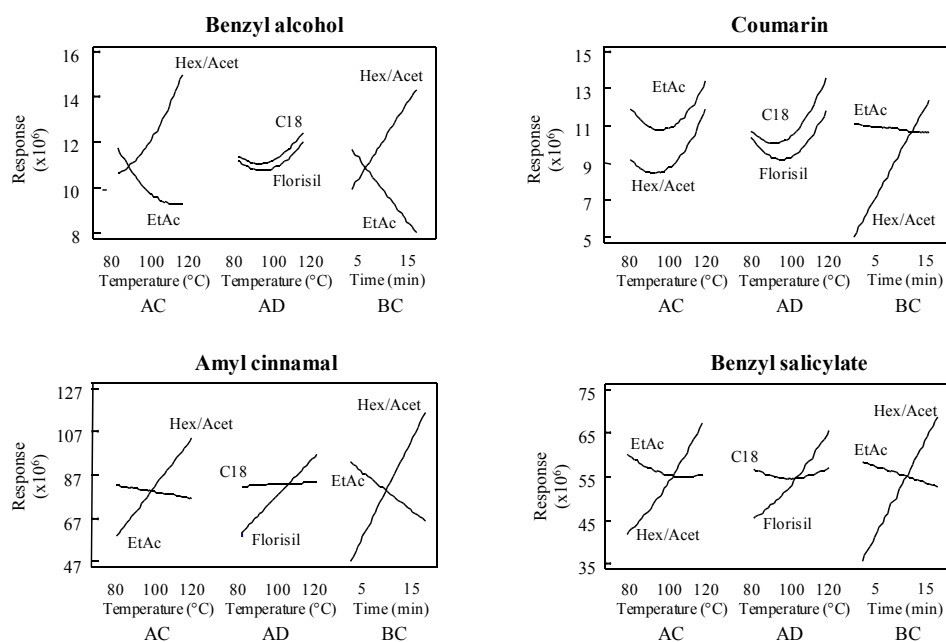 Benzyl alcohol
16
14
12
10
8
Response
(x10⁶)
Hex/Acet
EtAc
C18
Florisil
Hex/Acet
EtAc
80 100 120 80 100 120 5 15
Temperature (°C) Temperature (°C) Time (min)
AC AD BC
Coumarin
15
13
11
9
7
5
Response
(x10⁶)
EtAc
Hex/Acet
C18
Florisil
EtAc
Hex/Acet
80 100 120 80 100 120 5 15
Temperature (°C) Temperature (°C) Time (min)
AC AD BC
Amyl cinnamal
127
107
87
67
47
Response
(x10⁶)
Hex/Acet
EtAc
C18
Florisil
Hex/Acet
EtAc
80 100 120 80 100 120 5 15
Temperature (°C) Temperature (°C) Time (min)
AC AD BC
Benzyl salicylate
75
65
55
45
35
Response
(x10⁶)
EtAc
Hex/Acet
C18
Florisil
Hex/Acet
EtAc
80 100 120 80 100 120 5 15
Temperature (°C) Temperature (°C) Time (min)
AC AD BC